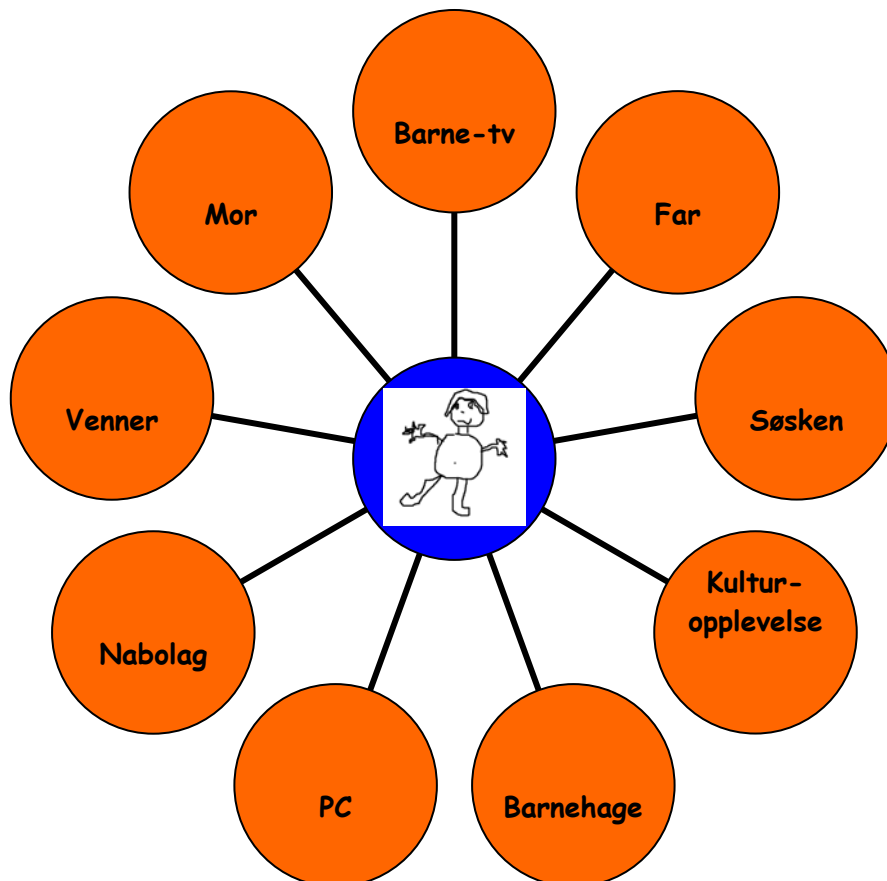 Barne-tv
Mor
Far
Venner
Søsken
Kultur-
opplevelse
Nabolag
PC
Barnehage